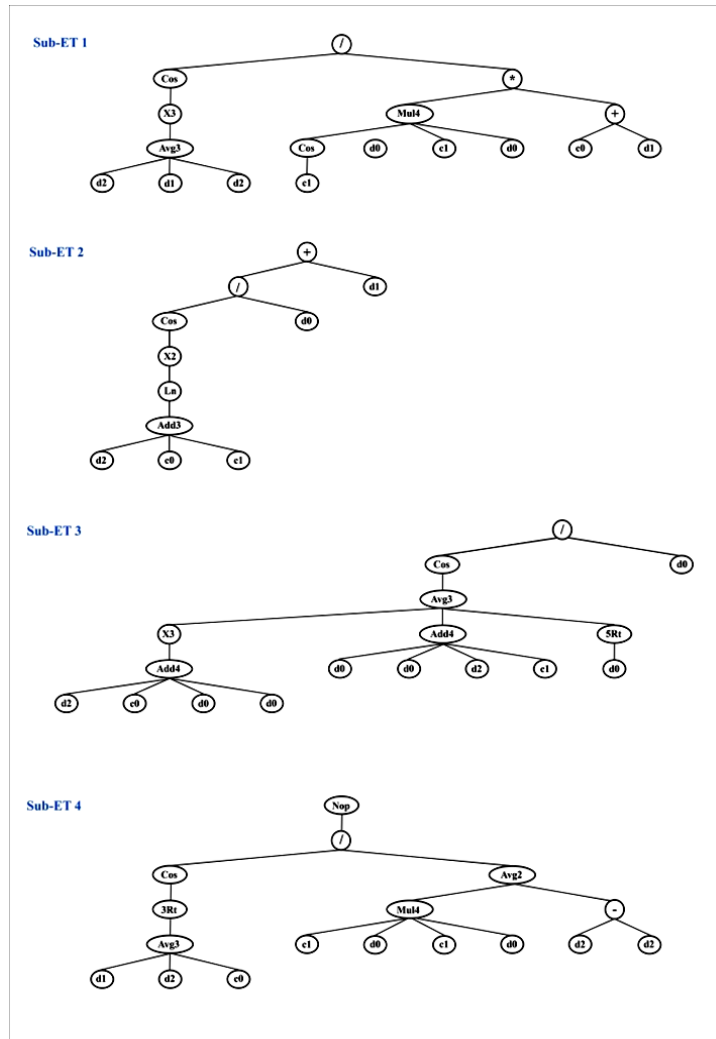 Sub-ET 1
/
Cos *
X3 Mul4 +
Avg3 Cos d0 c1 d0 c0 d1
d2 d1 d2 c1
Sub-ET 2
+
/ d1
Cos d0
X2
Ln
Add3
d2 c0 c1
Sub-ET 3
/
Cos d0
Avg3
X3 Add4 5Rt
Add4 d0 d0 d2 c1 d0
d2 c0 d0 d0
Sub-ET 4
Nop
/
Cos Avg2
3Rt Mul4 -
Avg3 c1 d0 c1 d0 d2 d2
d1 d2 c0